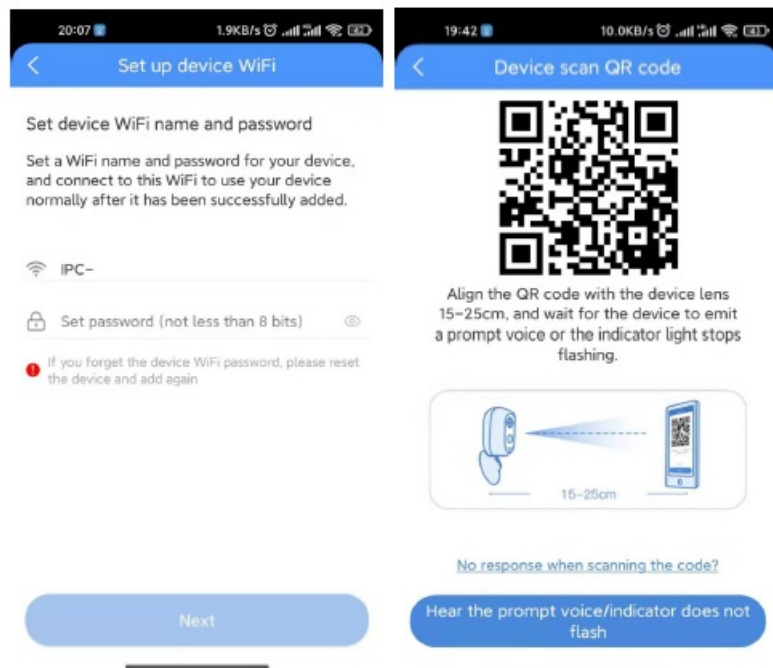 20:07
1.9KB/s
62
Set up device WiFi
Set device WiFi name and password
Set a WiFi name and password for your device,
and connect to this WiFi to use your device
normally after it has been successfully added.
IPC-
Set password (not less than 8 bits)
If you forget the device WiFi password, please reset
the device and add again
Next
19:42
10.0KB/s
Device scan QR code
Align the QR code with the device lens
15-25cm, and wait for the device to emit
a prompt voice or the indicator light stops
flashing.
15-25cm
No response when scanning the code?
Hear the prompt voice/indicator does not
flash